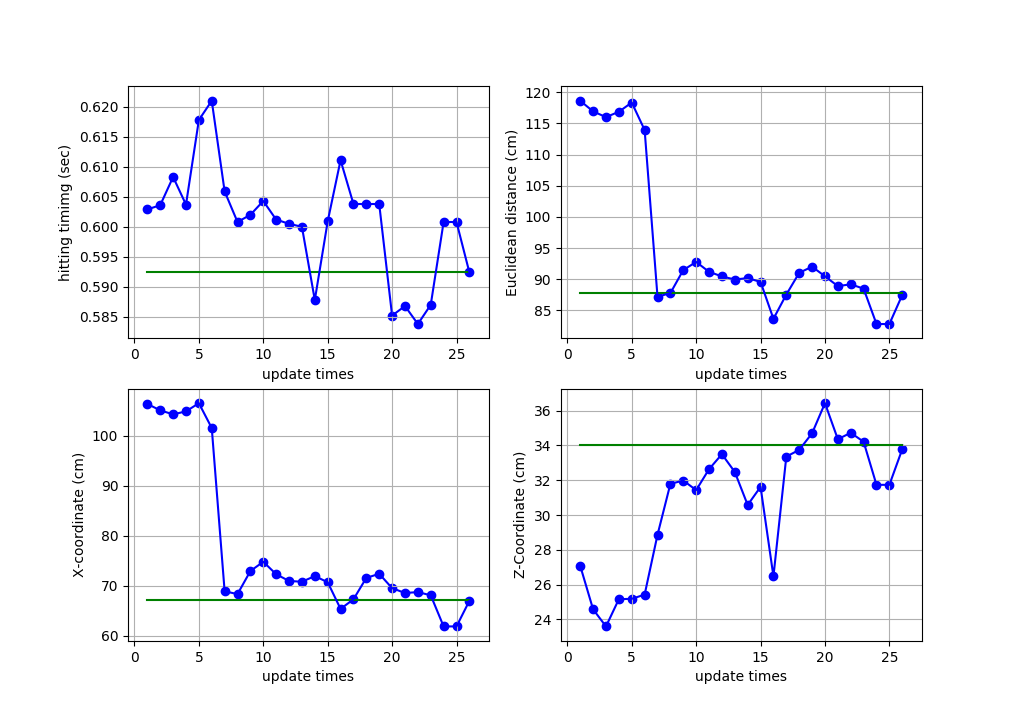 hitting timimg (sec)
0.620
0.615
0.610
0.605
0.600
0.595
0.590
0.585
0 5 10 15 20 25
update times
Euclidean distance (cm)
120
115
110
105
100
95
90
85
0 5 10 15 20 25
update times
X-coordinate (cm)
100
90
80
70
60
0 5 10 15 20 25
update times
Z-Coordinate (cm)
36
34
32
30
28
26
24
0 5 10 15 20 25
update times